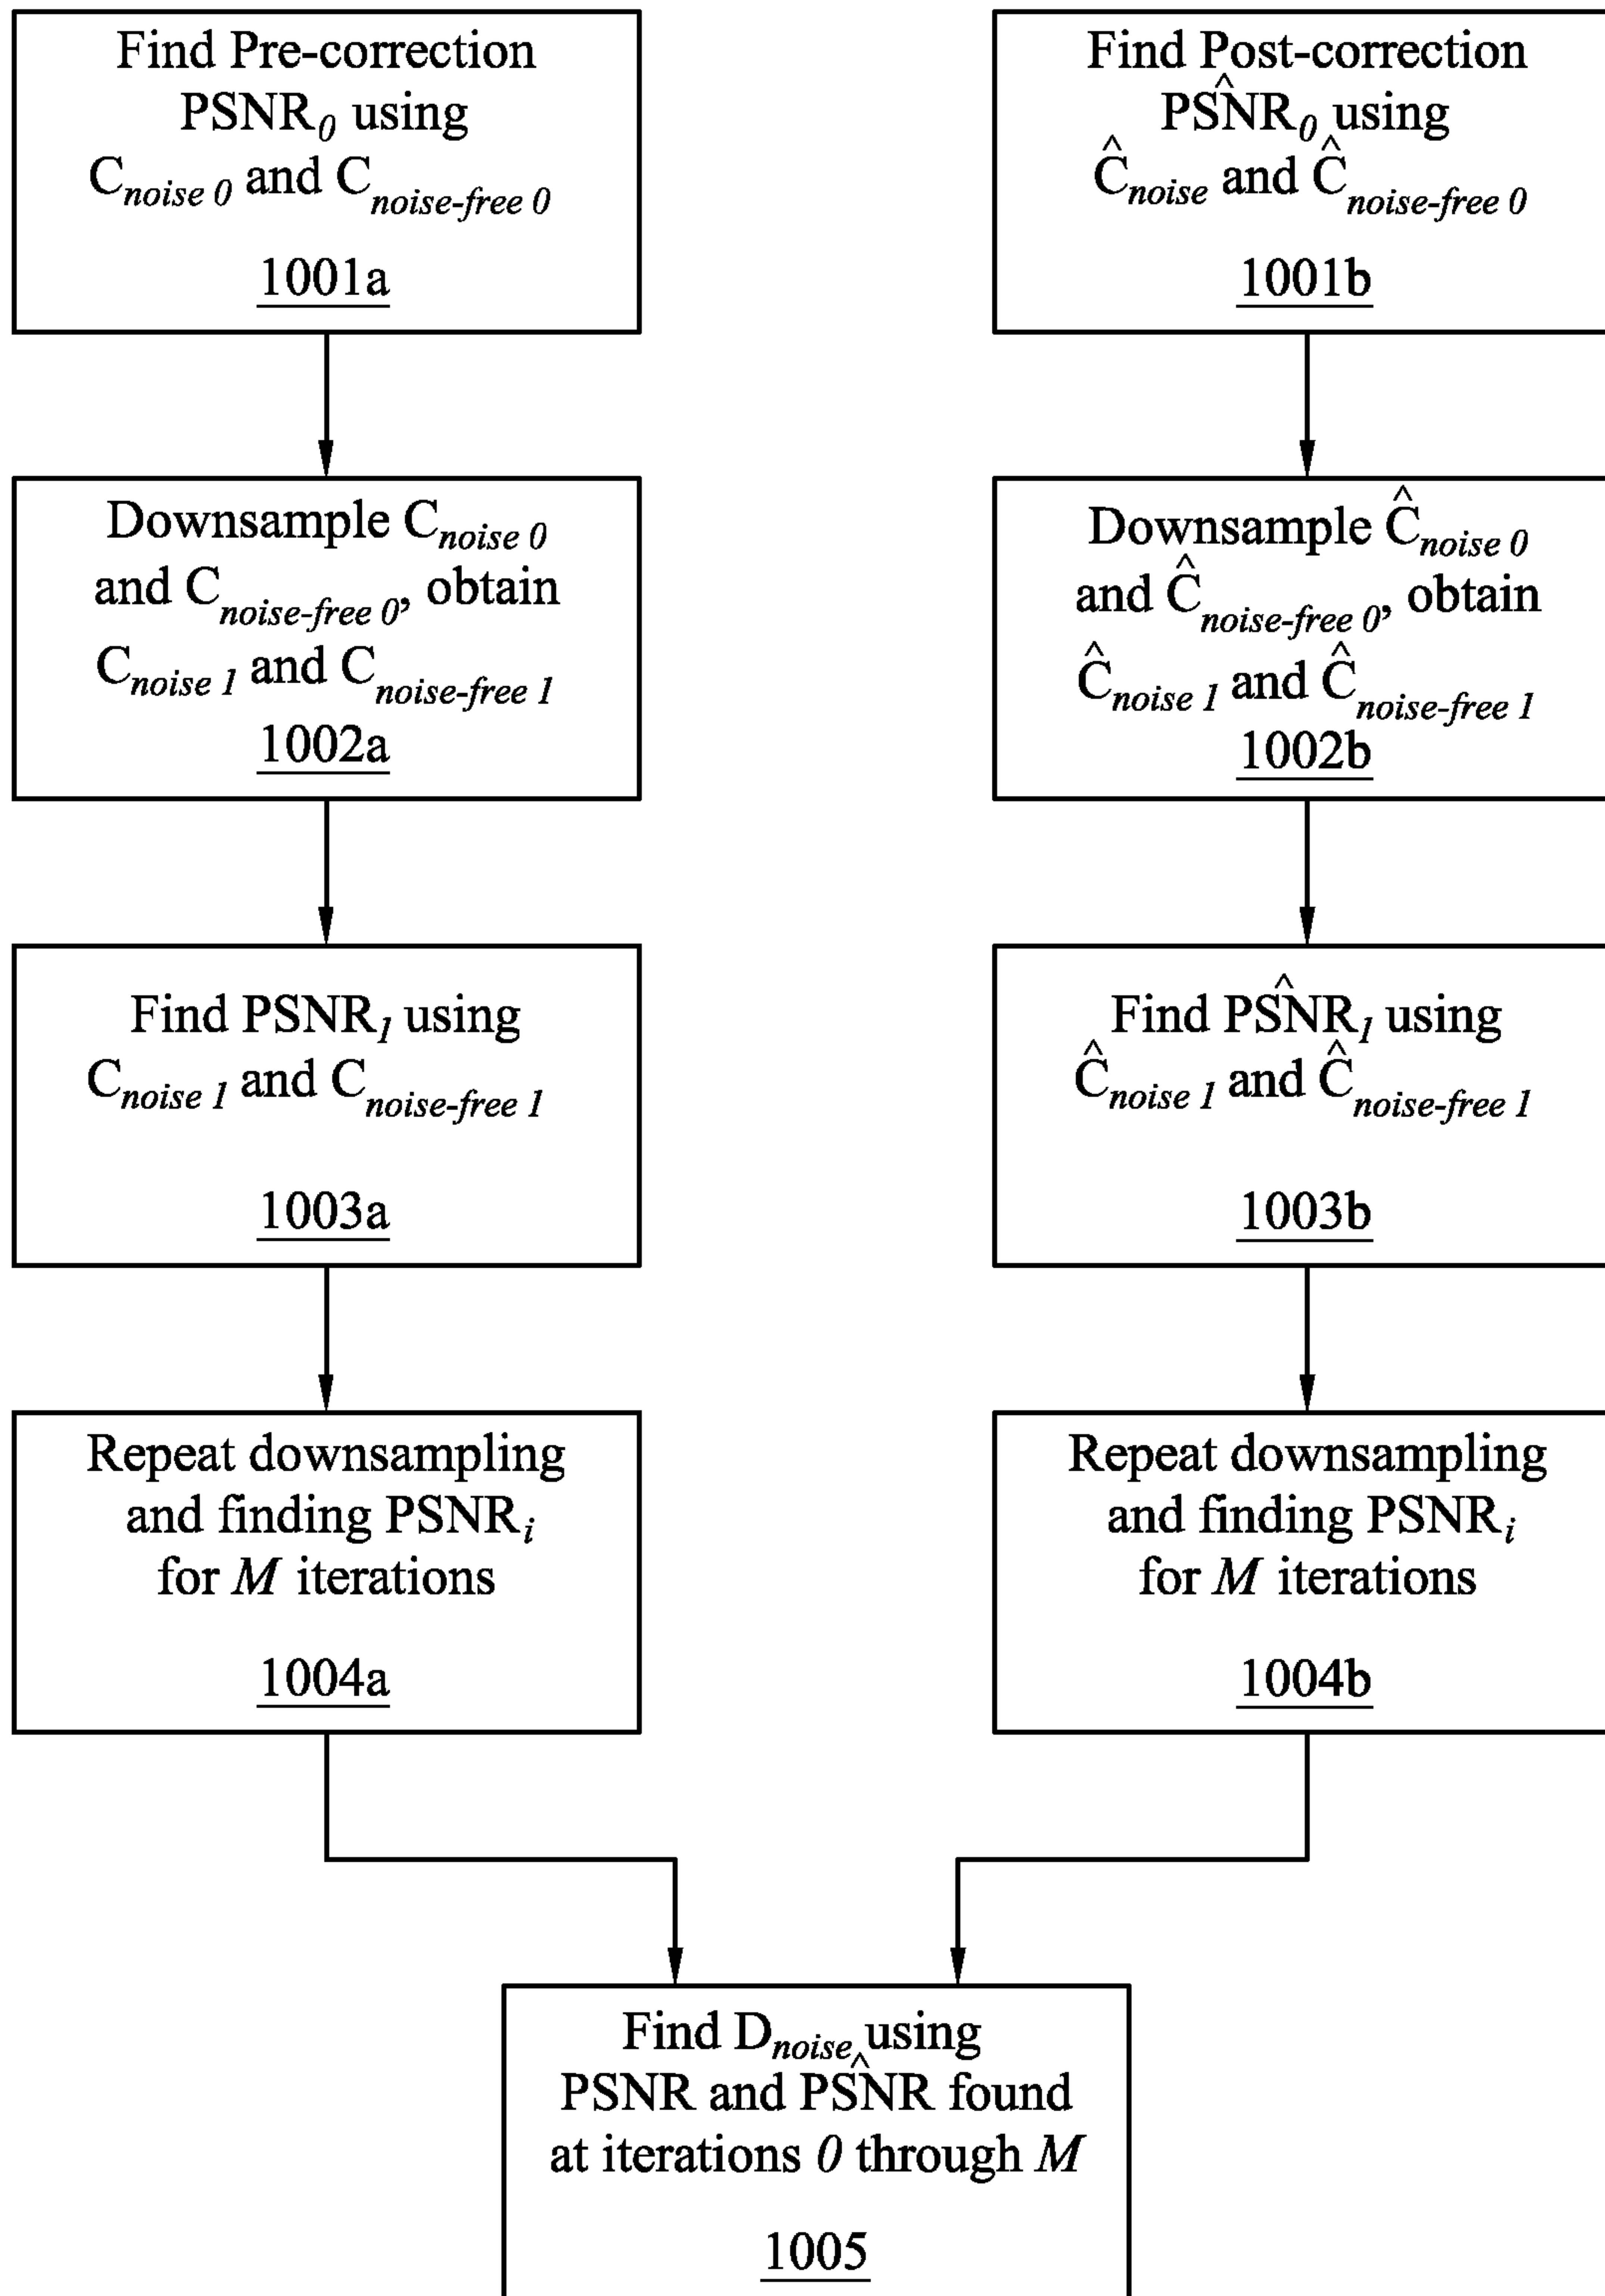 Find Pre-correction
PSNR0 using
Cnoise 0 and Cnoise-free 0
1001a
Downsample Cnoise 0
and Cnoise-free 0, obtain
Cnoise 1 and Cnoise-free 1
1002a
Find PSNR1 using
Cnoise 1 and Cnoise-free 1
1003a
Repeat downsampling
and finding PSNRi
for M iterations
1004a
Find Post-correction
PSN̂R0 using
Ĉnoise and Ĉnoise-free 0
1001b
Downsample Ĉnoise 0
and Ĉnoise-free 0, obtain
Ĉnoise 1 and Ĉnoise-free 1
1002b
Find PSN̂R1 using
Ĉnoise 1 and Ĉnoise-free 1
1003b
Repeat downsampling
and finding PSNRi
for M iterations
1004b
Find Dnoise using
PSNR and PSN̂R found
at iterations 0 through M
1005